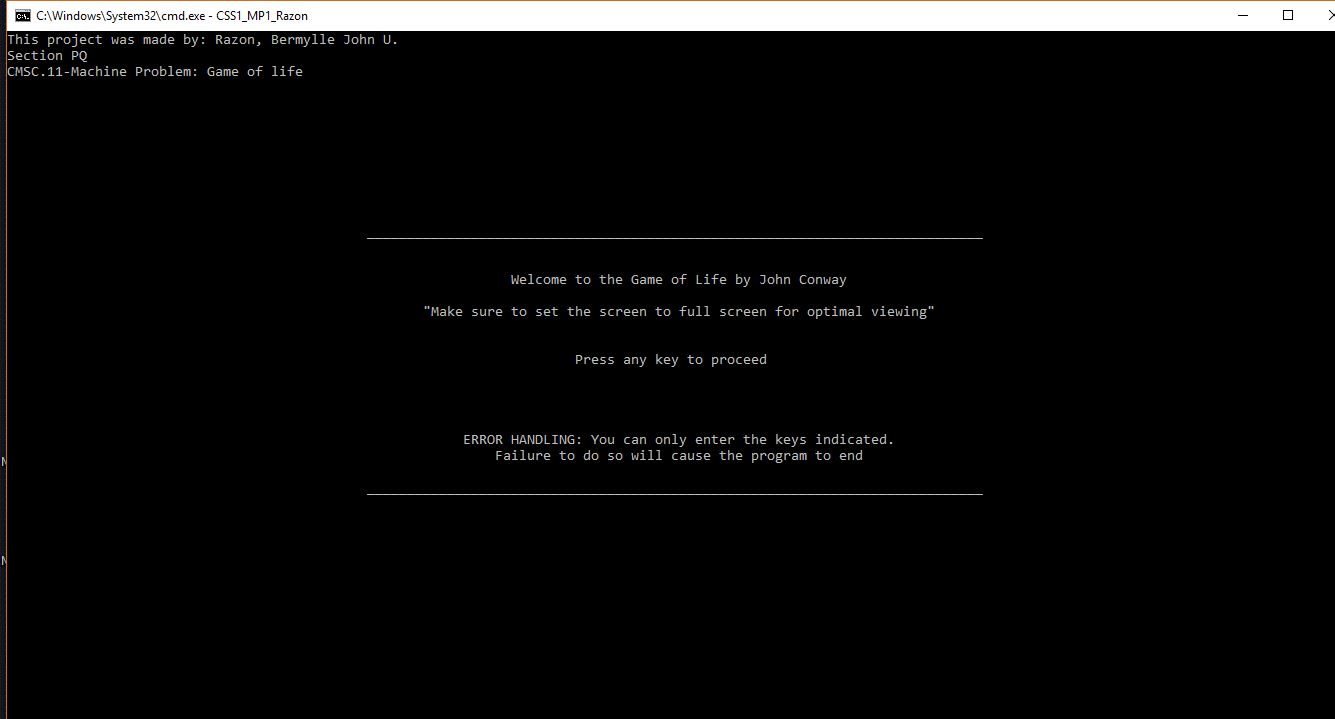 C:\Windows\System32\cmd.exe - CSS1_MP1_Razon
This project was made by: Razon, Bermylle John U.
Section PQ
CMSC.11-Machine Problem: Game of life
Welcome to the Game of Life by John Conway
"Make sure to set the screen to full screen for optimal viewing"
Press any key to proceed
ERROR HANDLING: You can only enter the keys indicated.
Failure to do so will cause the program to end